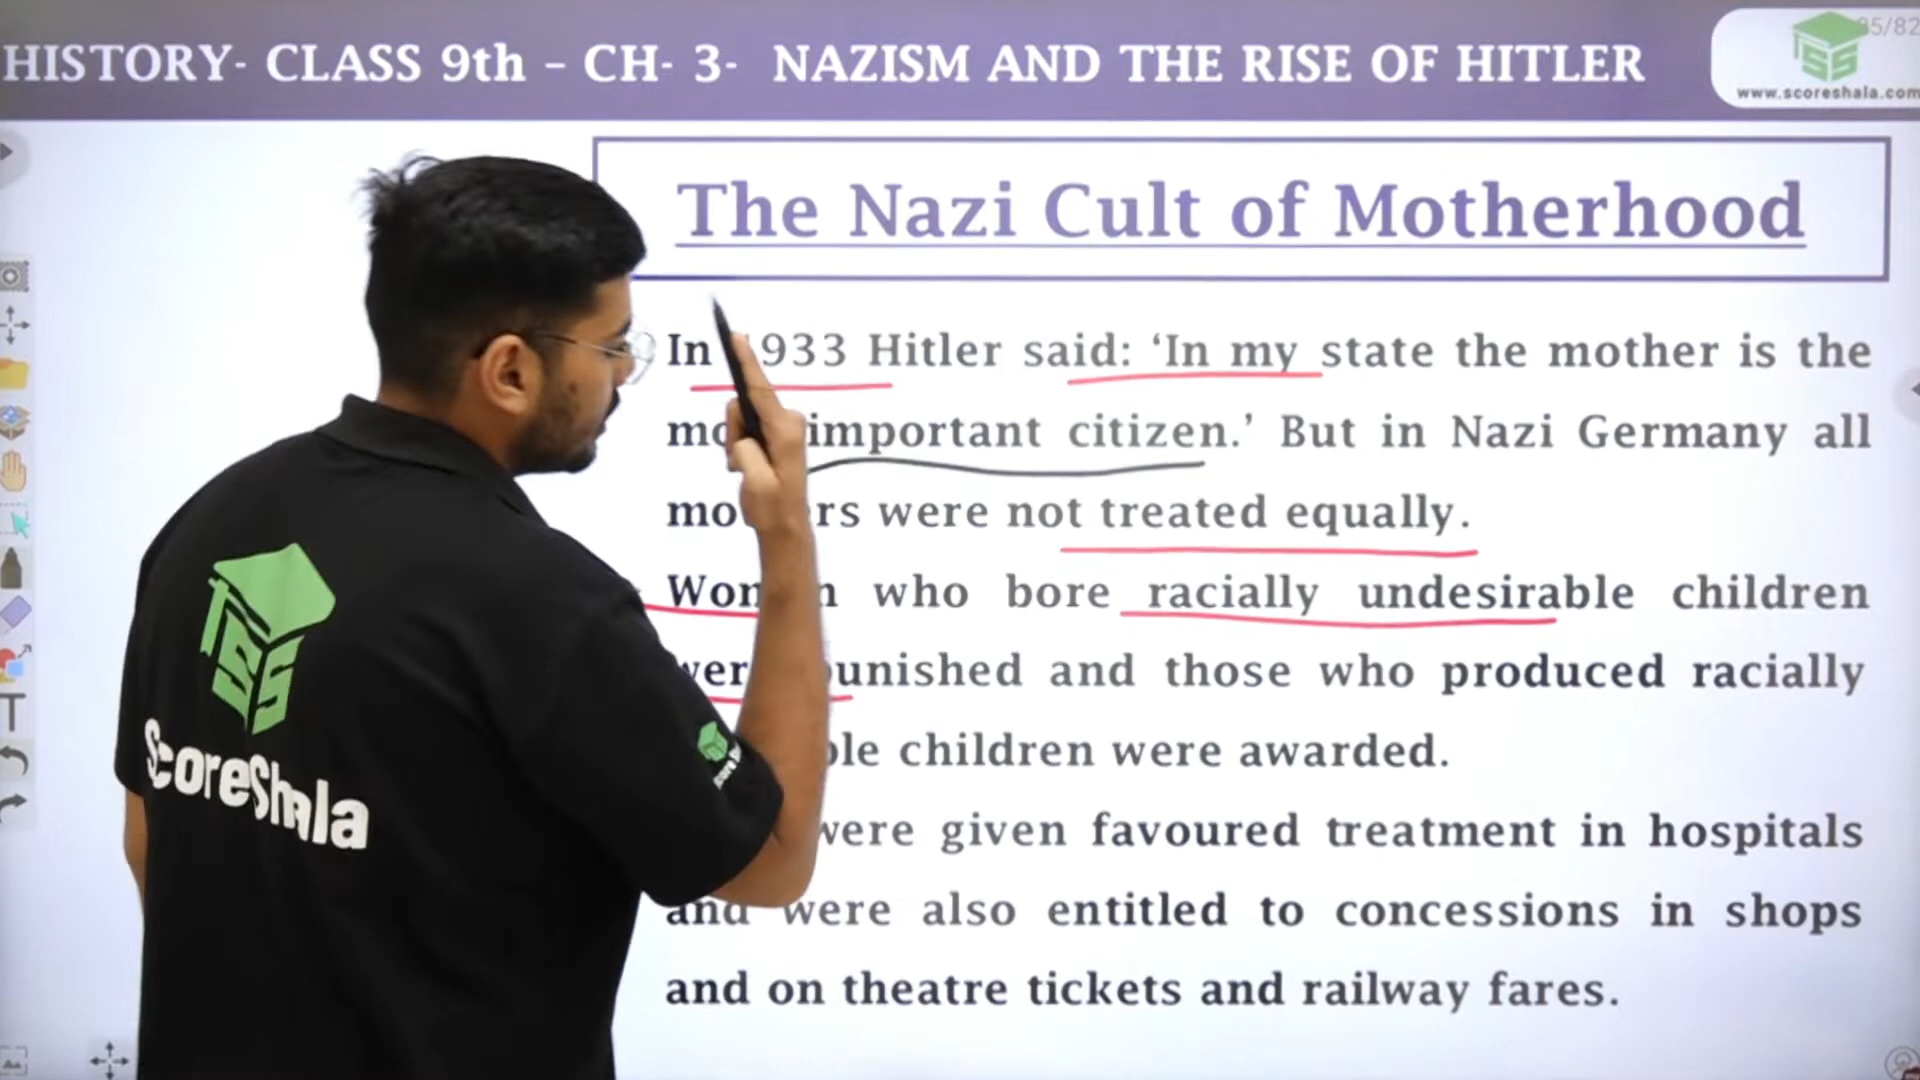 HISTORY- CLASS 9th – CH- 3- NAZISM AND THE RISE OF HITLER
35/82
www.scoreshala.com
The Nazi Cult of Motherhood
In 1933 Hitler said: ‘In my state the mother is the
important citizen.’ But in Nazi Germany all
were not treated equally.
who bore racially undesirable children
and those who produced racially
children were awarded.
were given favoured treatment in hospitals
and were also entitled to concessions in shops
and on theatre tickets and railway fares.
ScoreShala